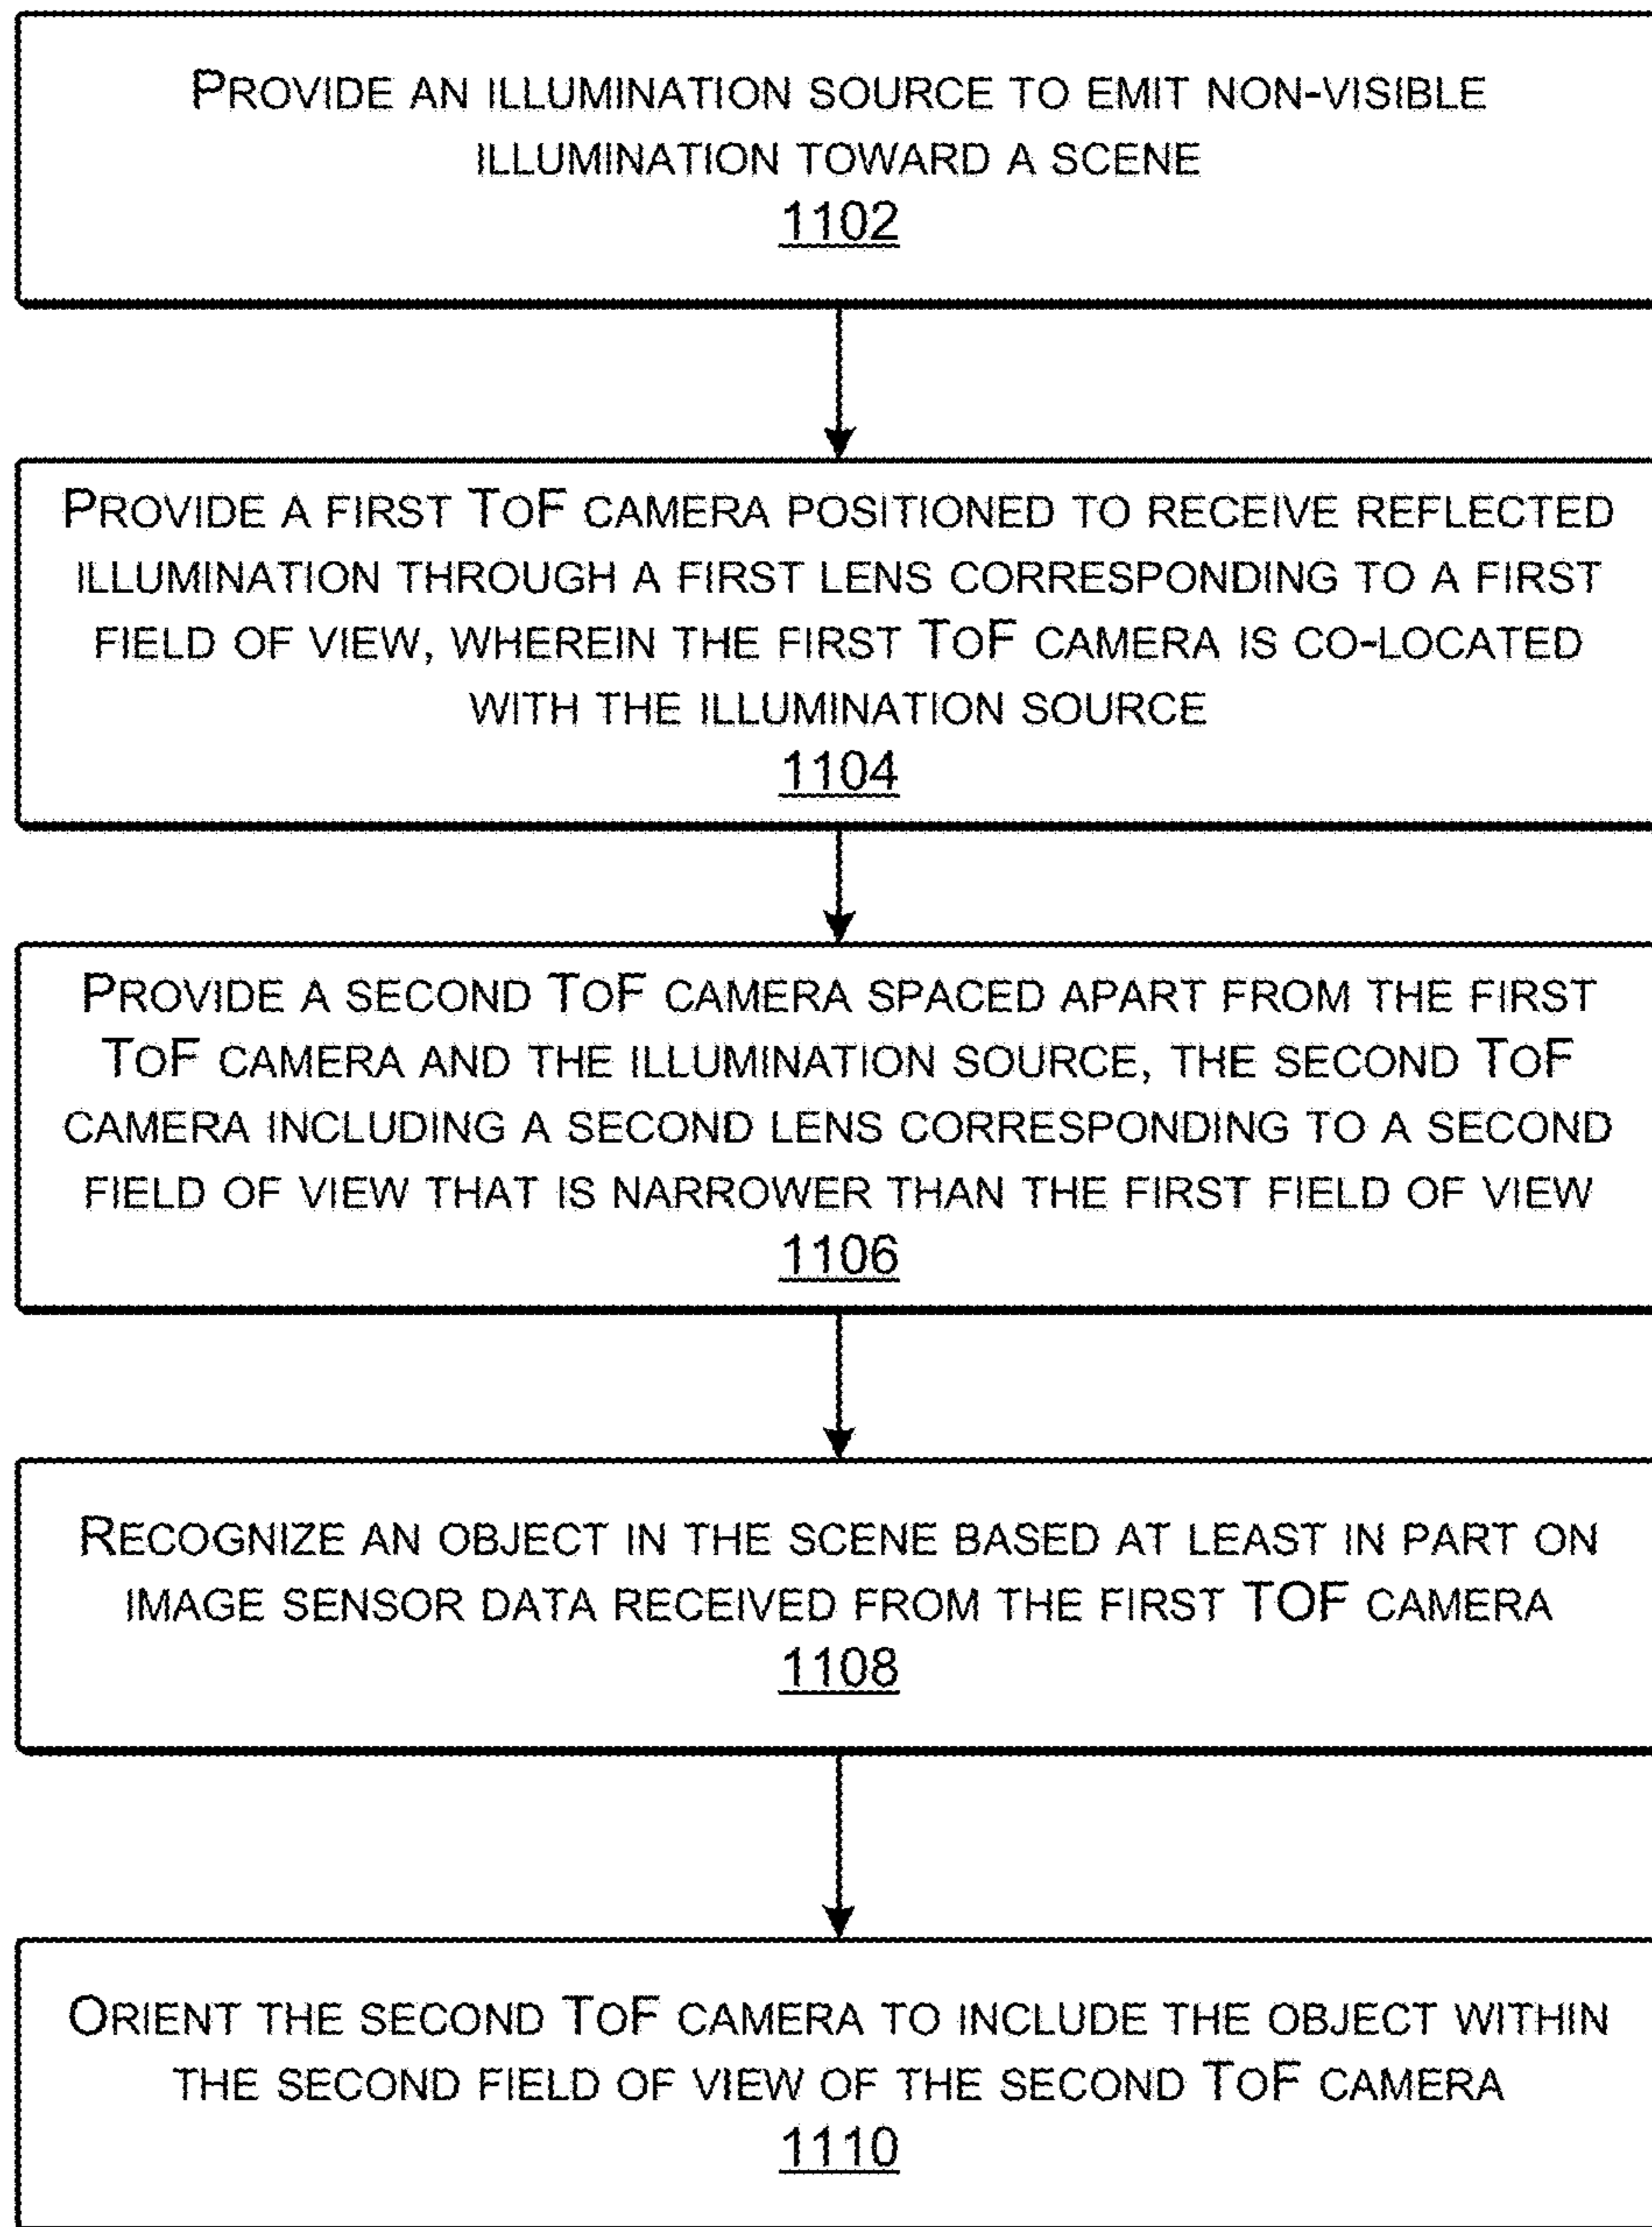 PROVIDE AN ILLUMINATION SOURCE TO EMIT NON-VISIBLE
ILLUMINATION TOWARD A SCENE
1102
PROVIDE A FIRST TOF CAMERA POSITIONED TO RECEIVE REFLECTED
ILLUMINATION THROUGH A FIRST LENS CORRESPONDING TO A FIRST
FIELD OF VIEW, WHEREIN THE FIRST TOF CAMERA IS CO-LOCATED
WITH THE ILLUMINATION SOURCE
1104
PROVIDE A SECOND TOF CAMERA SPACED APART FROM THE FIRST
TOF CAMERA AND THE ILLUMINATION SOURCE, THE SECOND TOF
CAMERA INCLUDING A SECOND LENS CORRESPONDING TO A SECOND
FIELD OF VIEW THAT IS NARROWER THAN THE FIRST FIELD OF VIEW
1106
RECOGNIZE AN OBJECT IN THE SCENE BASED AT LEAST IN PART ON
IMAGE SENSOR DATA RECEIVED FROM THE FIRST TOF CAMERA
1108
ORIENT THE SECOND TOF CAMERA TO INCLUDE THE OBJECT WITHIN
THE SECOND FIELD OF VIEW OF THE SECOND TOF CAMERA
1110